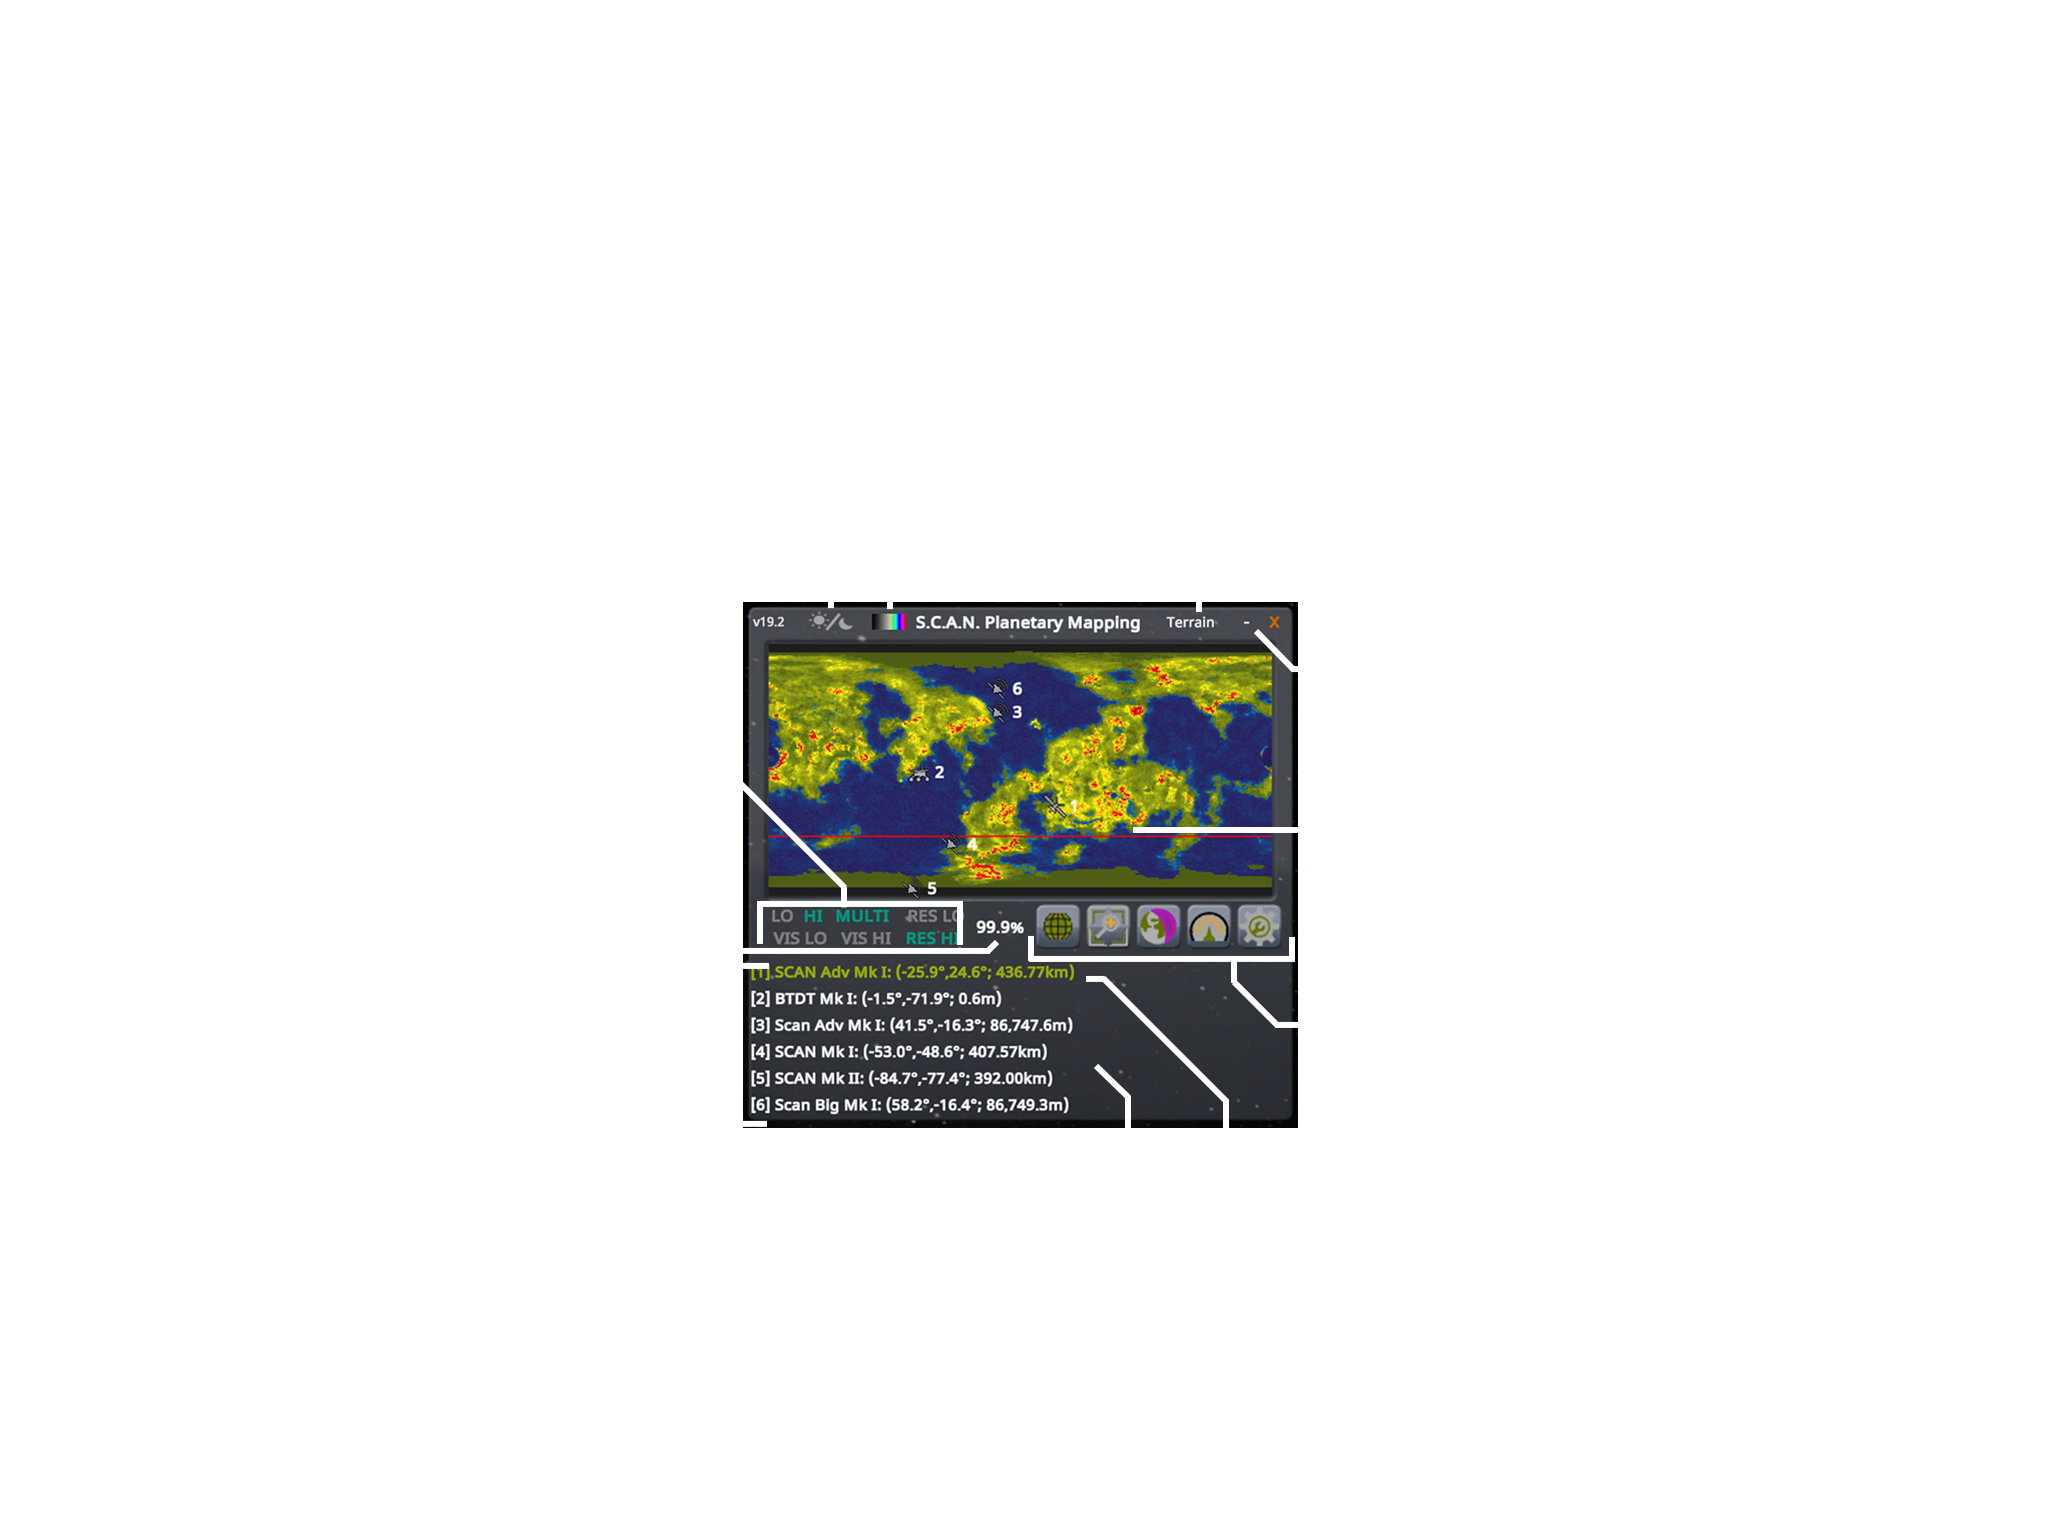 v19.2 S.C.A.N. Planetary Mapping Terrain - X
6
3
2
1
4
5
LO HI MULTI RES LO
VIS LO VIS HI RES HI
99.9%
[1] SCAN Adv Mk I: (-25.9°,24.6°; 436.77km)
[2] BTDT Mk I: (-1.5°,-71.9°; 0.6m)
[3] Scan Adv Mk I: (41.5°,-16.3°; 86,747.6m)
[4] SCAN Mk I: (-53.0°,-48.6°; 407.57km)
[5] SCAN Mk II: (-84.7°,-77.4°; 392.00km)
[6] Scan Big Mk I: (58.2°,-16.4°; 86,749.3m)